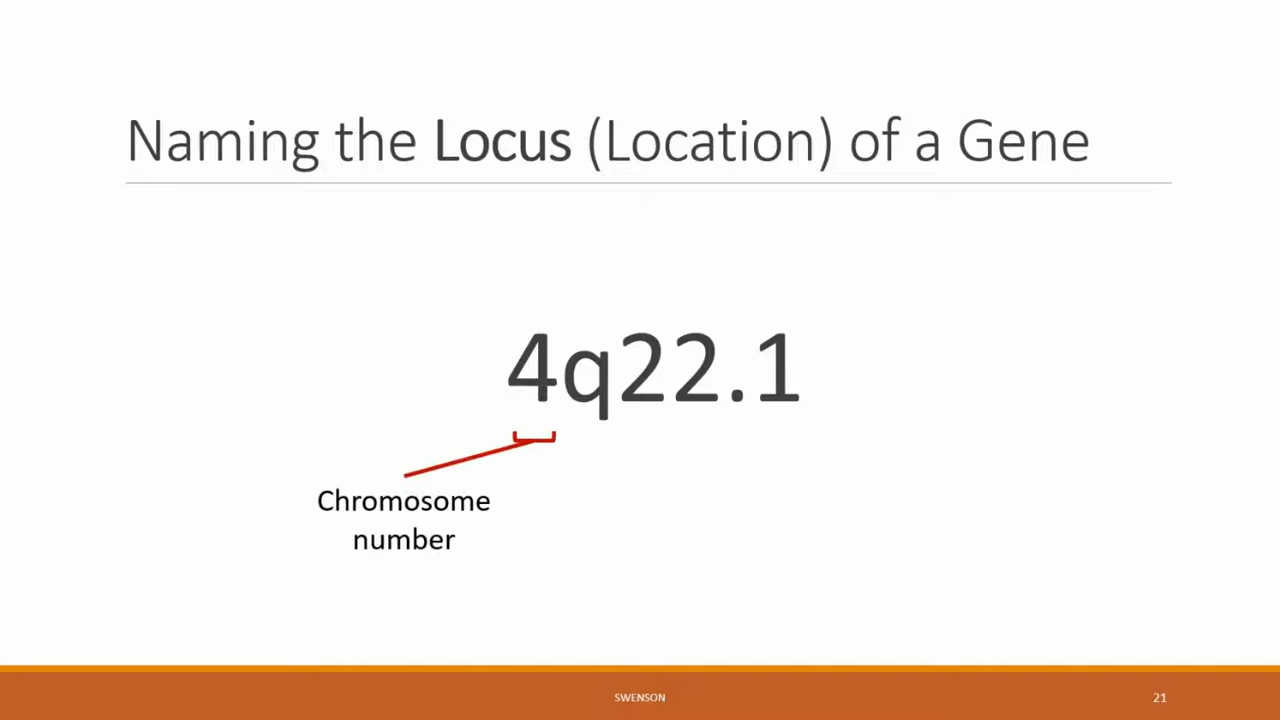 Naming the Locus (Location) of a Gene
4q22.1
Chromosome
number
SWENSON
21